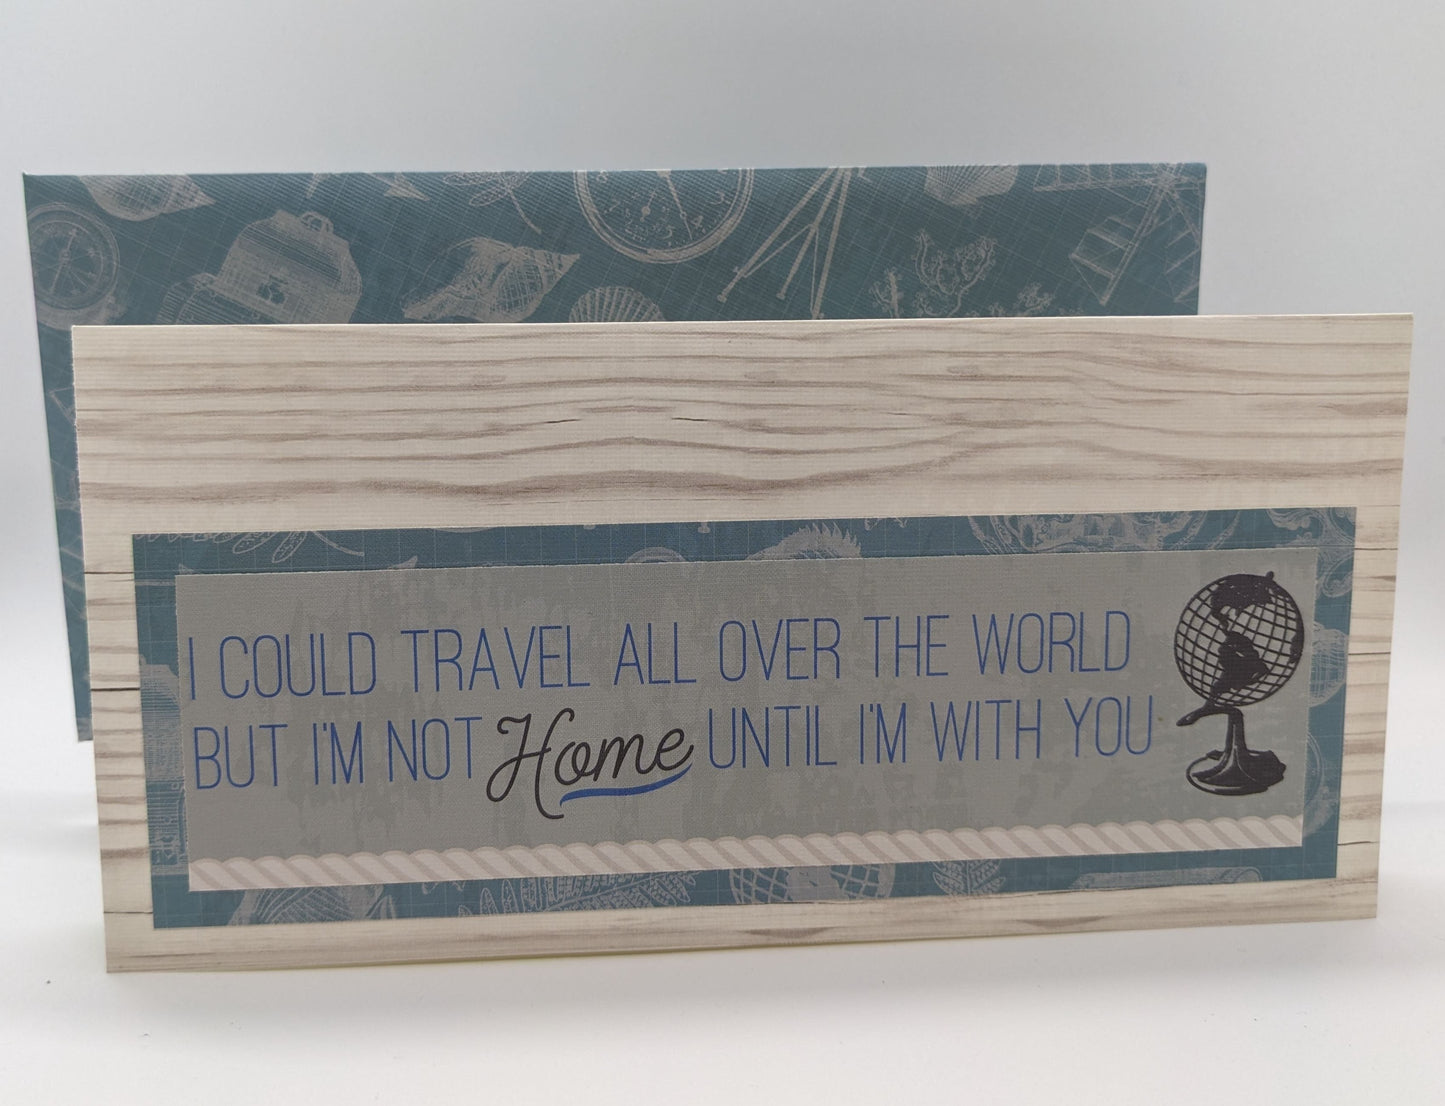 I COULD TRAVEL ALL OVER THE WORLD
BUT I'M NOT Home UNTIL I'M WITH YOU